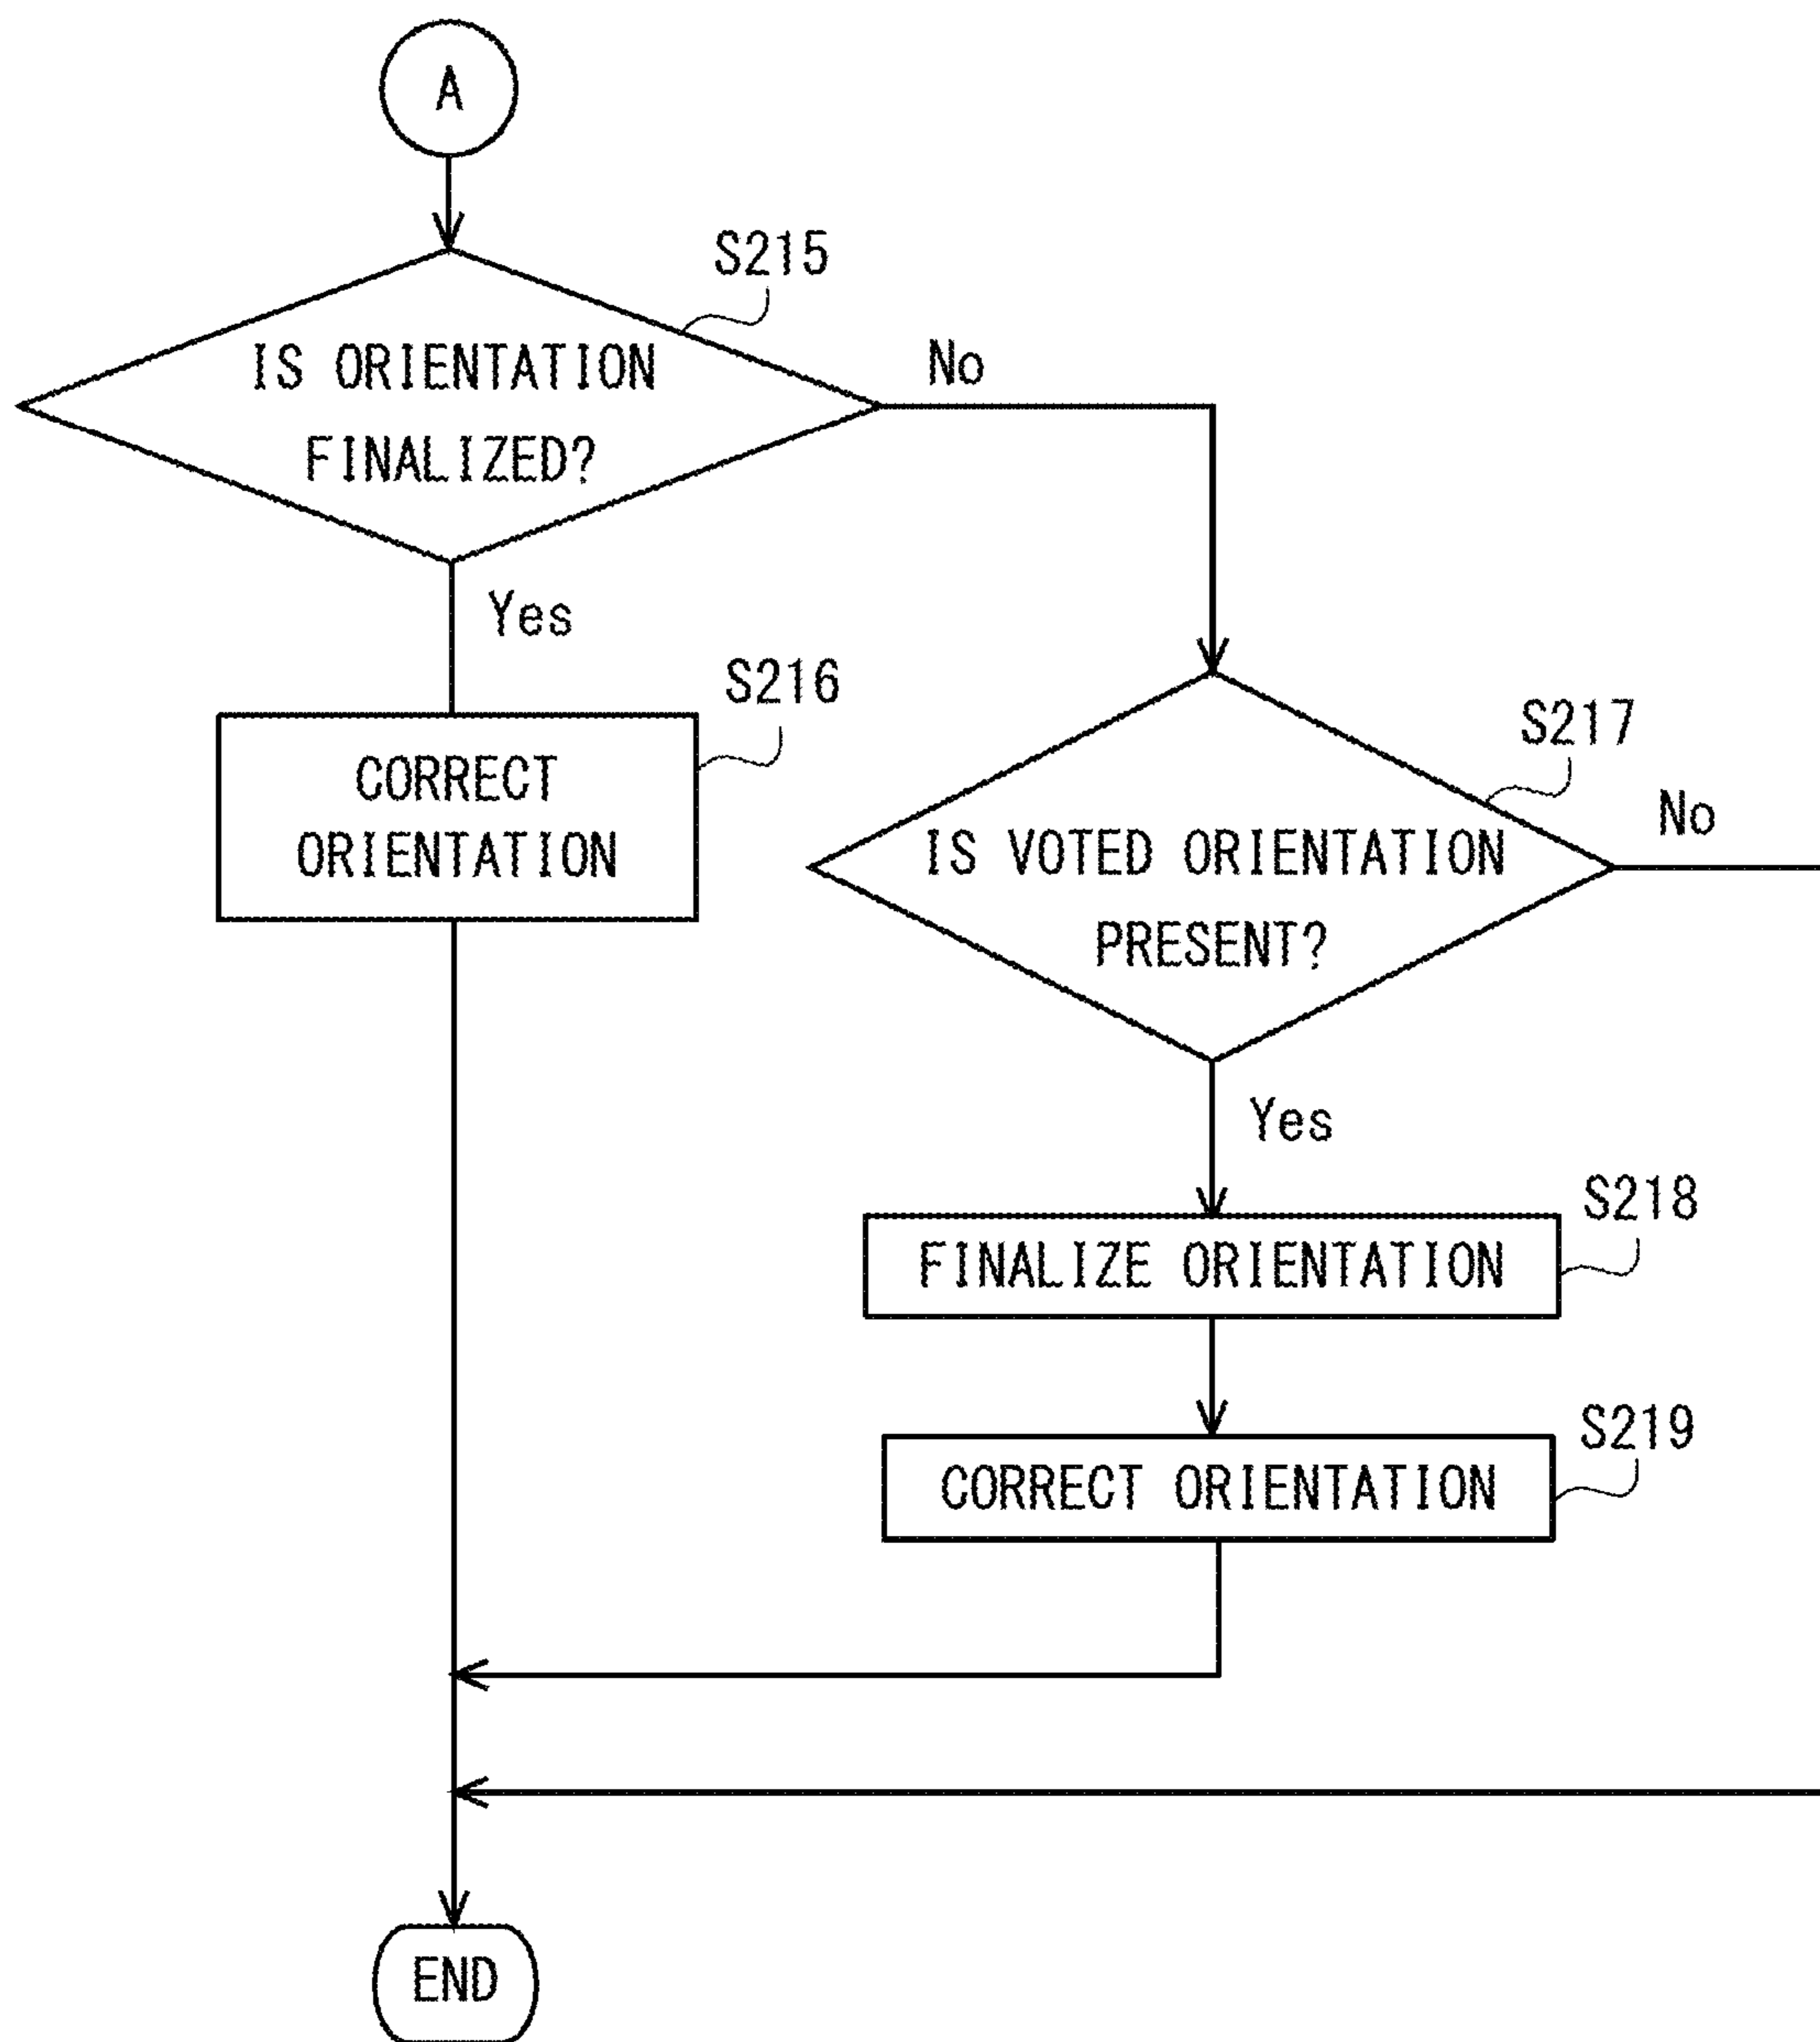 A
S215
IS ORIENTATION
FINALIZED?
No
Yes
S216
CORRECT
ORIENTATION
S217
No
IS VOTED ORIENTATION
PRESENT?
Yes
S218
FINALIZE ORIENTATION
S219
CORRECT ORIENTATION
END